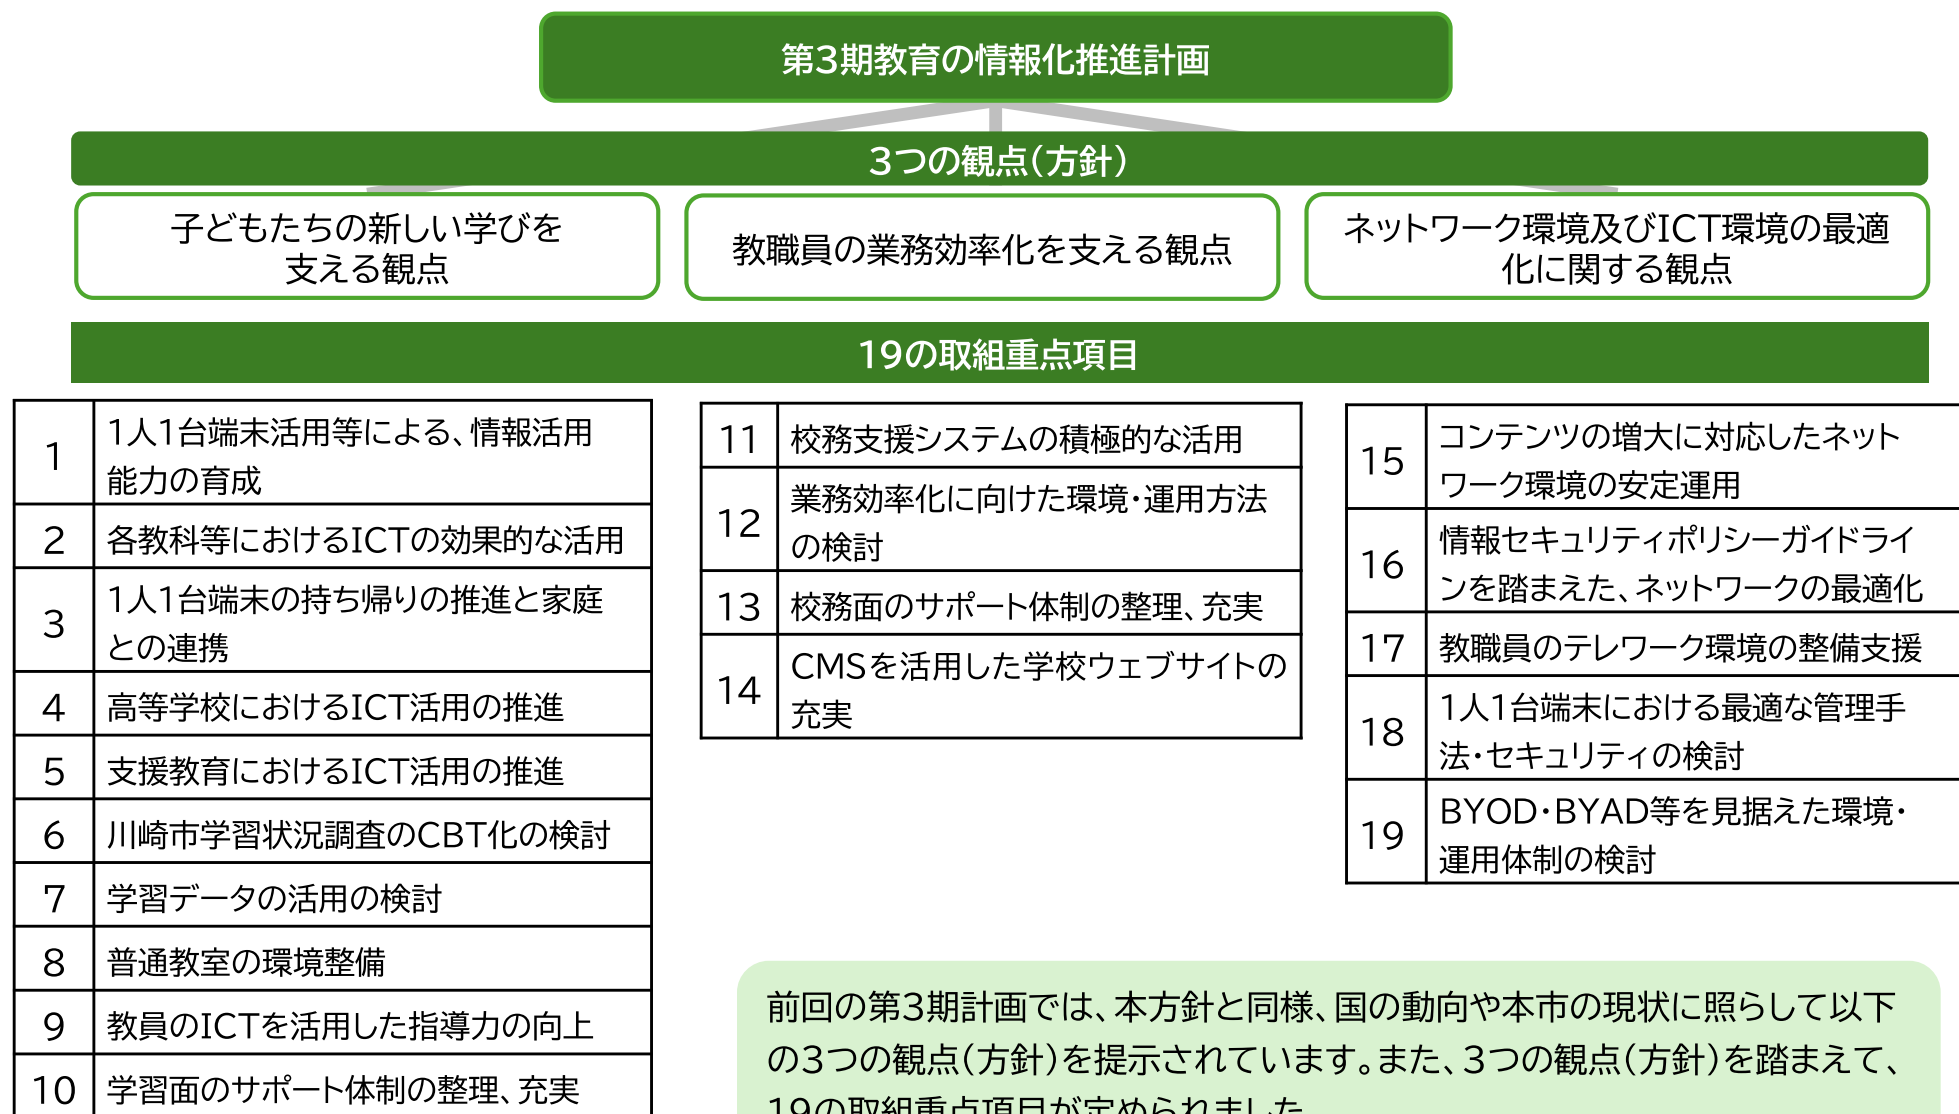 第3期教育の情報化推進計画
3つの観点（方針）
子どもたちの新しい学びを
支える観点
教職員の業務効率化を支える観点
ネットワーク環境及びICT環境の最適
化に関する観点
19の取組重点項目
1
1人1台端末活用等による、情報活用
能力の育成
2
各教科等におけるICTの効果的な活用
3
1人1台端末の持ち帰りの推進と家庭
との連携
4
高等学校におけるICT活用の推進
5
支援教育におけるICT活用の推進
6
川崎市学習状況調査のCBT化の検討
7
学習データの活用の検討
8
普通教室の環境整備
9
教員のICTを活用した指導力の向上
10
学習面のサポート体制の整理、充実
11
校務支援システムの積極的な活用
12
業務効率化に向けた環境・運用方法
の検討
13
校務面のサポート体制の整理、充実
14
CMSを活用した学校ウェブサイトの
充実
15
コンテンツの増大に対応したネット
ワーク環境の安定運用
16
情報セキュリティポリシーガイドライ
ンを踏まえた、ネットワークの最適化
17
教職員のテレワーク環境の整備支援
18
1人1台端末における最適な管理手
法・セキュリティの検討
19
BYOD・BYAD等を見据えた環境・
運用体制の検討
前回の第3期計画では、本方針と同様、国の動向や本市の現状に照らして以下
の3つの観点（方針）を提示されています。また、3つの観点（方針）を踏まえて、
19の取組重点項目が定められました